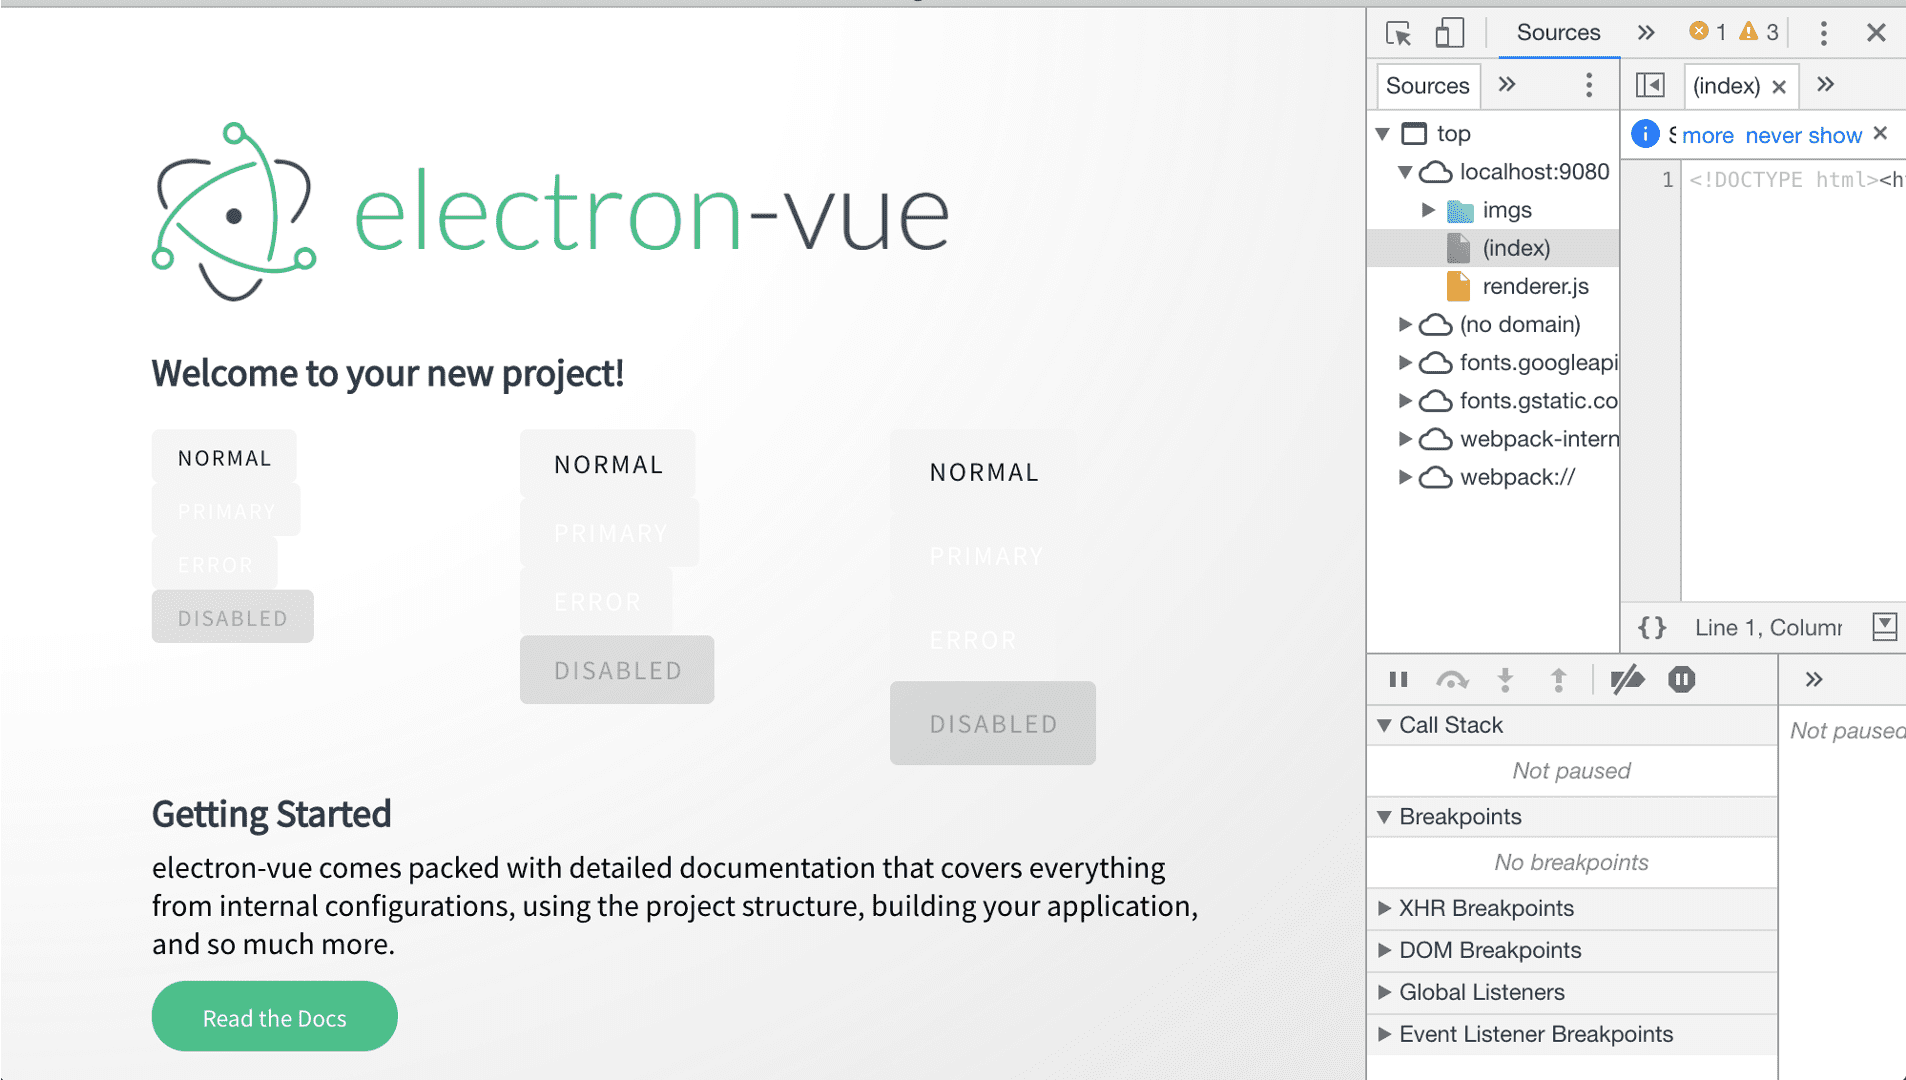 electron-vue
Welcome to your new project!
NORMAL
PRIMARY
ERROR
DISABLED
NORMAL
PRIMARY
ERROR
DISABLED
NORMAL
PRIMARY
ERROR
DISABLED
Getting Started
electron-vue comes packed with detailed documentation that covers everything
from internal configurations, using the project structure, building your application,
and so much more.
Read the Docs
Sources » 1 3
Sources »
(index) »
top
localhost:9080
imgs
(index)
renderer.js
(no domain)
fonts.googleapi
fonts.gstatic.co
webpack-intern
webpack://
more never show
1 <!DOCTYPE html><h
{} Line 1, Colum
»
Call Stack
Not paused
Breakpoints
No breakpoints
XHR Breakpoints
DOM Breakpoints
Global Listeners
Event Listener Breakpoints
Not paused